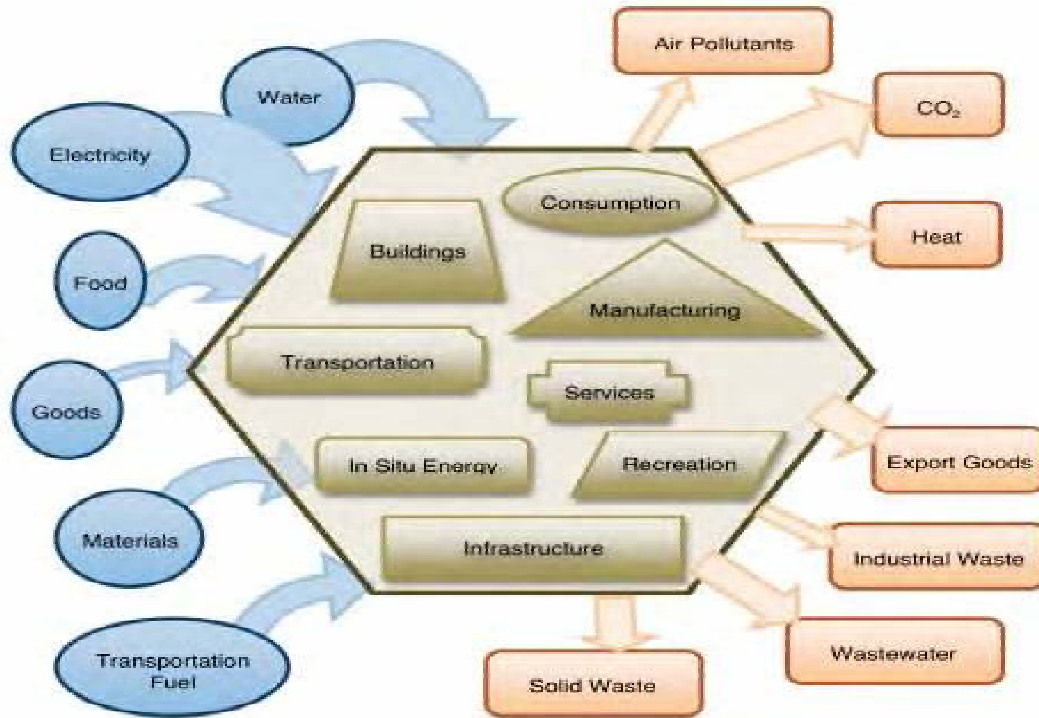 Air Pollutants
Water
CO₂
Electricity
Consumption
Heat
Buildings
Food
Manufacturing
Transportation
Services
Goods
In Situ Energy
Recreation
Export Goods
Materials
Infrastructure
Industrial Waste
Transportation
Fuel
Wastewater
Solid Waste